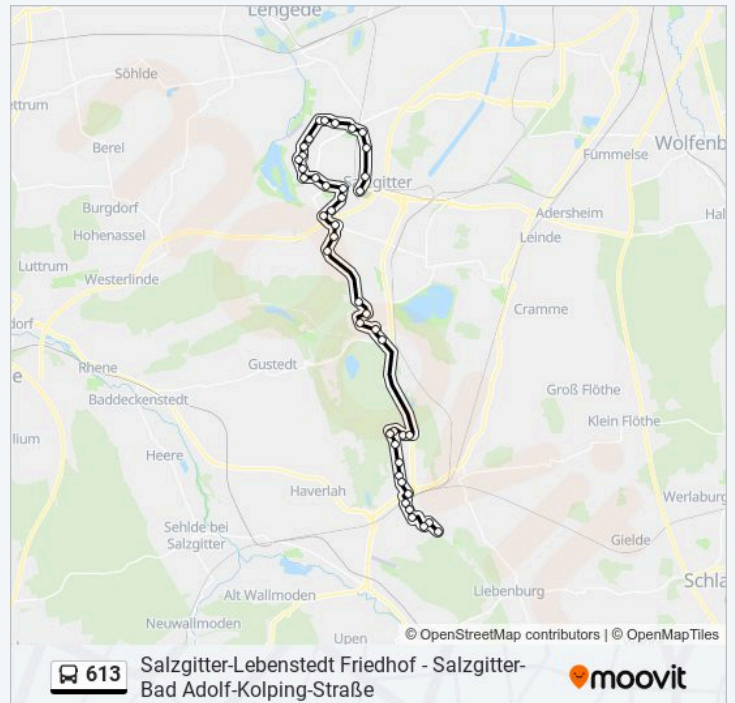 Lengede
Söhlde
ettrum
Wolfenb
Berel
Fümmelse
Salzgitter
Burgdorf
Adersheim
Hal
Hohenassel
Leinde
Luttrum
Westerlinde
Cramme
dorf
Rhene
Gustedt
e
Groß Flöthe
Baddeckenstedt
Klein Flöthe
lium
Heere
Haverlah
Werlaburg
Sehlde bei
Salzgitter
Gielde
Schla
Alt Wallmoden
Liebenburg
Neuwallmoden
Upen
© OpenStreetMap contributors | © OpenMapTiles
613
Salzgitter-Lebenstedt Friedhof - Salzgitter-
Bad Adolf-Kolping-Straße
moovit